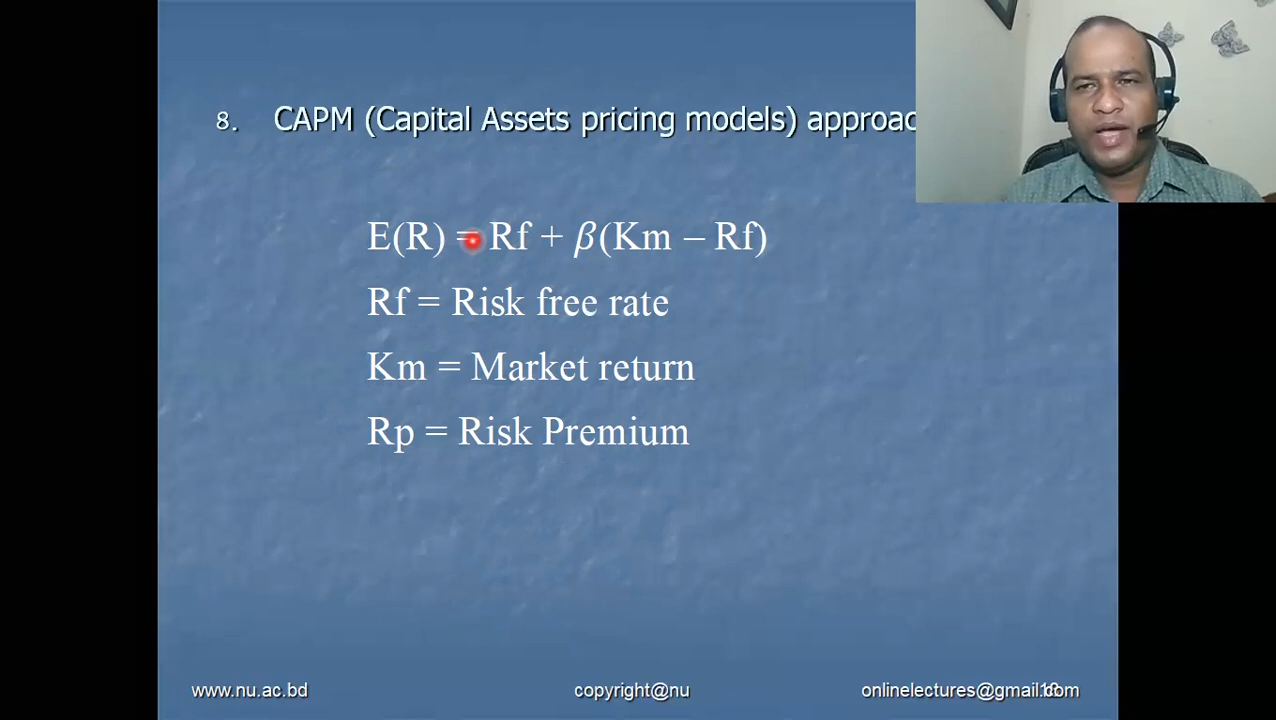 8. CAPM (Capital Assets pricing models)
E(R) = Rf + β(Km – Rf)
Rf = Risk free rate
Km = Market return
Rp = Risk Premium
www.nu.ac.bd copyright@nu onlinelectures@gmail.com